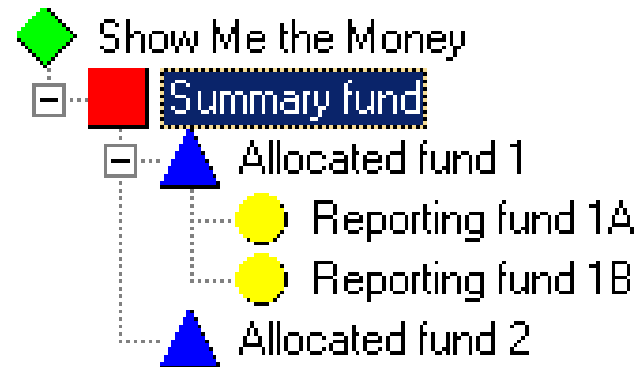 Show Me the Money
Summary fund
Allocated fund 1
Reporting fund 1A
Reporting fund 1B
Allocated fund 2